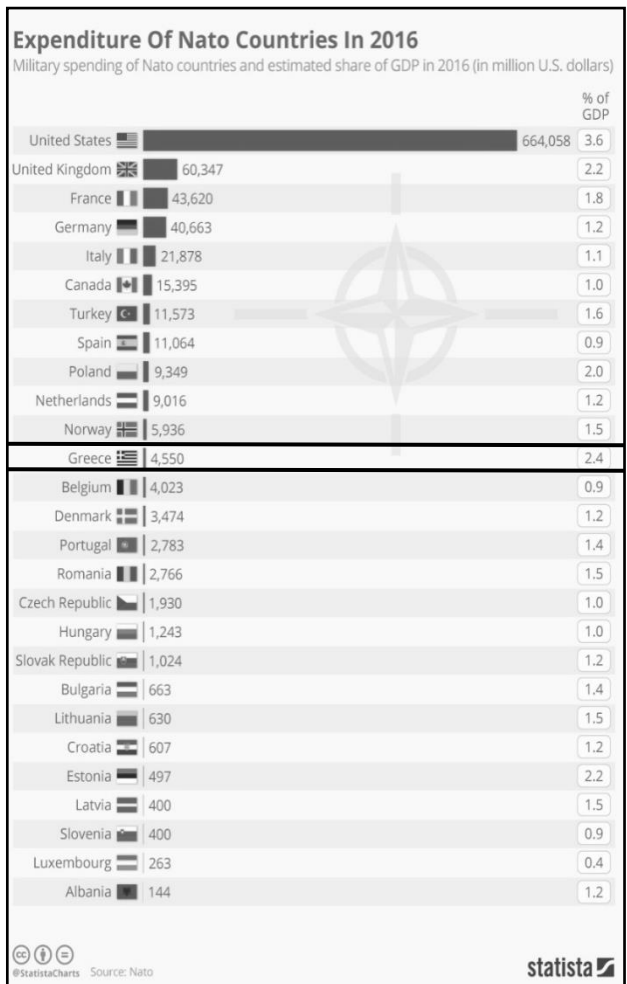 Expenditure Of Nato Countries In 2016
Military spending of Nato countries and estimated share of GDP in 2016 (in million U.S. dollars)
% of
GDP
United States 664,058 3.6
United Kingdom 60,347 2.2
France 43,620 1.8
Germany 40,663 1.2
Italy 21,878 1.1
Canada 15,395 1.0
Turkey 11,573 1.6
Spain 11,064 0.9
Poland 9,349 2.0
Netherlands 9,016 1.2
Norway 5,936 1.5
Greece 4,550 2.4
Belgium 4,023 0.9
Denmark 3,474 1.2
Portugal 2,783 1.4
Romania 2,766 1.5
Czech Republic 1,930 1.0
Hungary 1,243 1.0
Slovak Republic 1,024 1.2
Bulgaria 663 1.4
Lithuania 630 1.5
Croatia 607 1.2
Estonia 497 2.2
Latvia 400 1.5
Slovenia 400 0.9
Luxembourg 263 0.4
Albania 144 1.2
cc
@StatistaCharts Source: Nato
statista